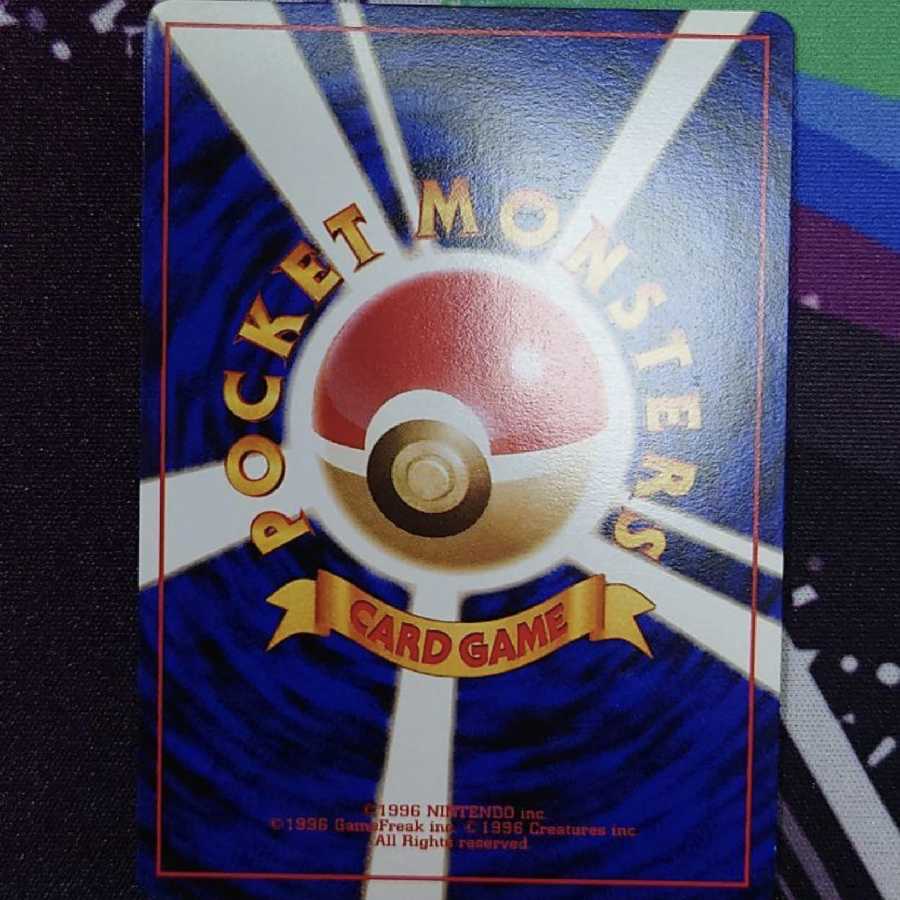 POCKET MONSTERS
CARD GAME
©1996 NINTENDO inc.
©1996 GameFreak inc. ©1996 Creatures inc.
All Rights reserved